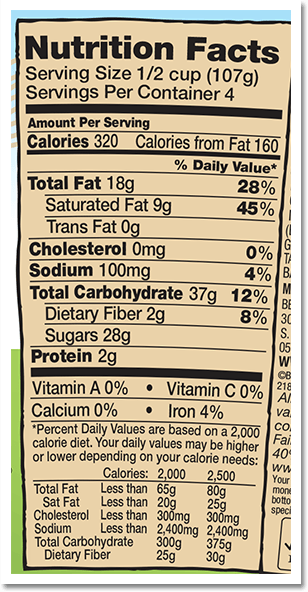 Nutrition Facts
Serving Size 1/2 cup (107g)
Servings Per Container 4
Amount Per Serving
Calories 320 Calories from Fat 160
% Daily Value*
Total Fat 18g 28%
Saturated Fat 9g 45%
Trans Fat 0g
Cholesterol 0mg 0%
Sodium 100mg 4%
Total Carbohydrate 37g 12%
Dietary Fiber 2g 8%
Sugars 28g
Protein 2g
Vitamin A 0% • Vitamin C 0%
Calcium 0% • Iron 4%
*Percent Daily Values are based on a 2,000
calorie diet. Your daily values may be higher
or lower depending on your calorie needs:
Calories: 2,000 2,500
Total Fat Less than 65g 80g
Sat Fat Less than 20g 25g
Cholesterol Less than 300mg 300mg
Sodium Less than 2,400mg 2,400mg
Total Carbohydrate 300g 375g
Dietary Fiber 25g 30g